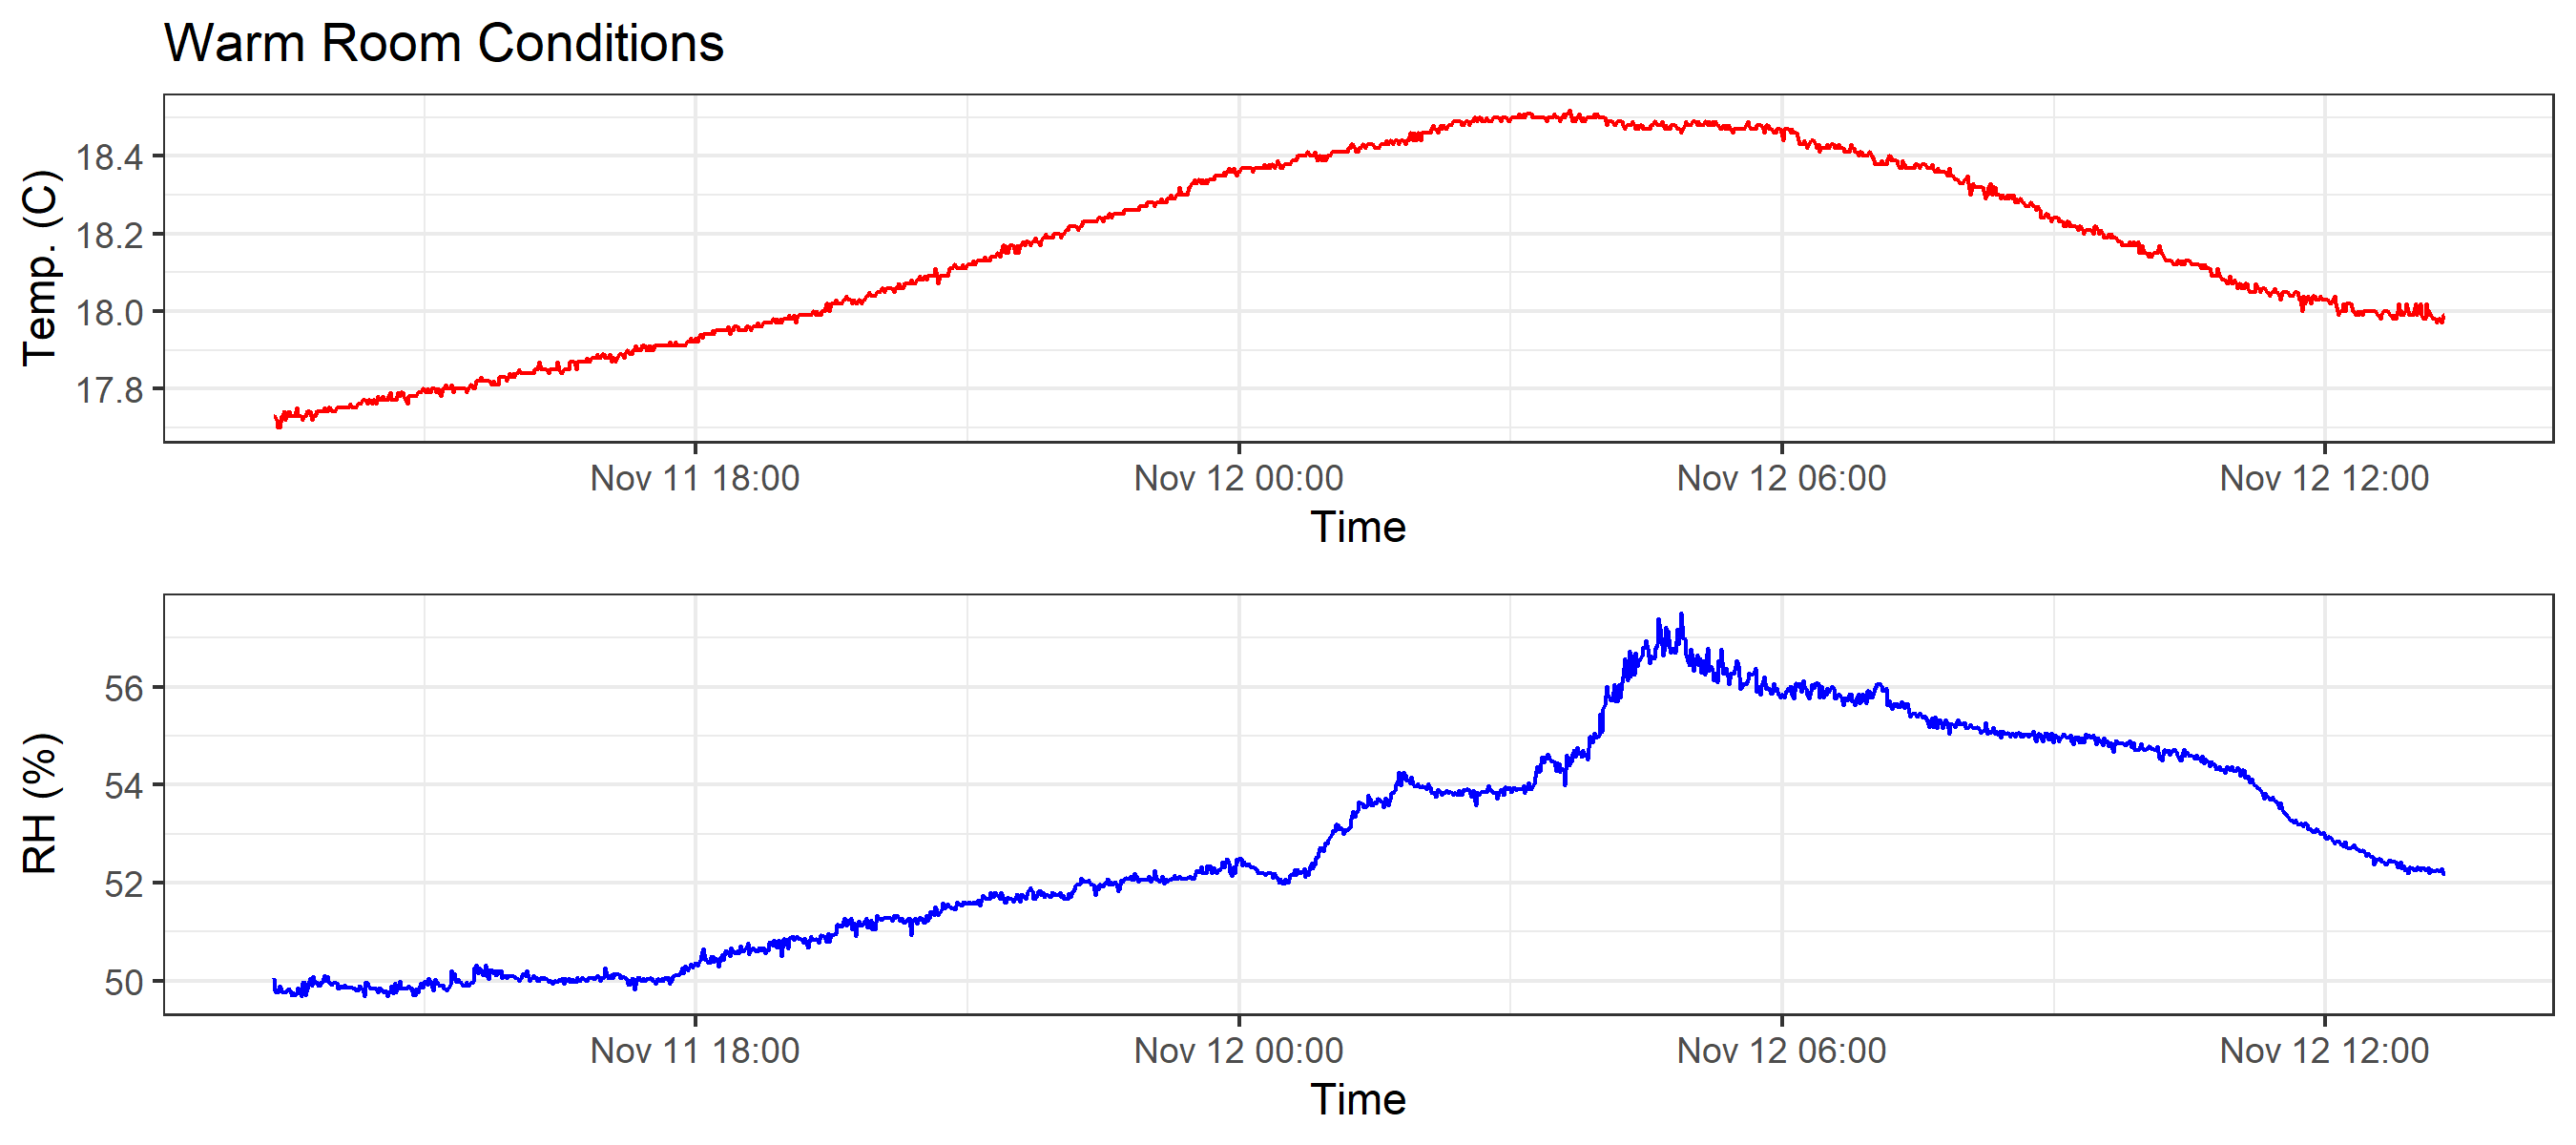 Warm Room Conditions
Temp. (C)
18.4
18.2
18.0
17.8
Nov 11 18:00 Nov 12 00:00 Nov 12 06:00 Nov 12 12:00
Time
RH (%)
56
54
52
50
Nov 11 18:00 Nov 12 00:00 Nov 12 06:00 Nov 12 12:00
Time